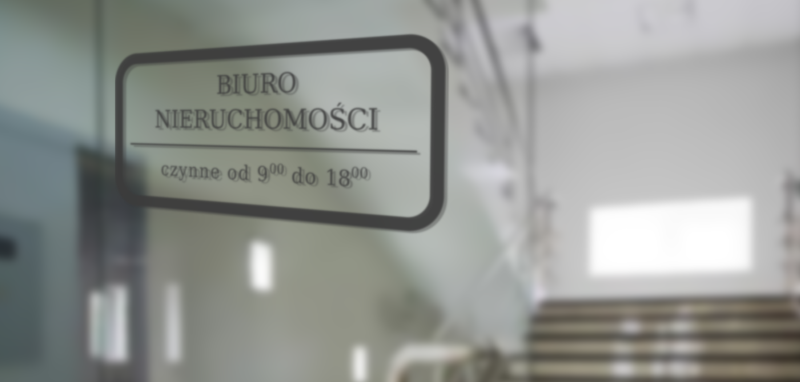 BIURO
NIERUCHOMOŚCI
czynne od 9⁰⁰ do 18⁰⁰